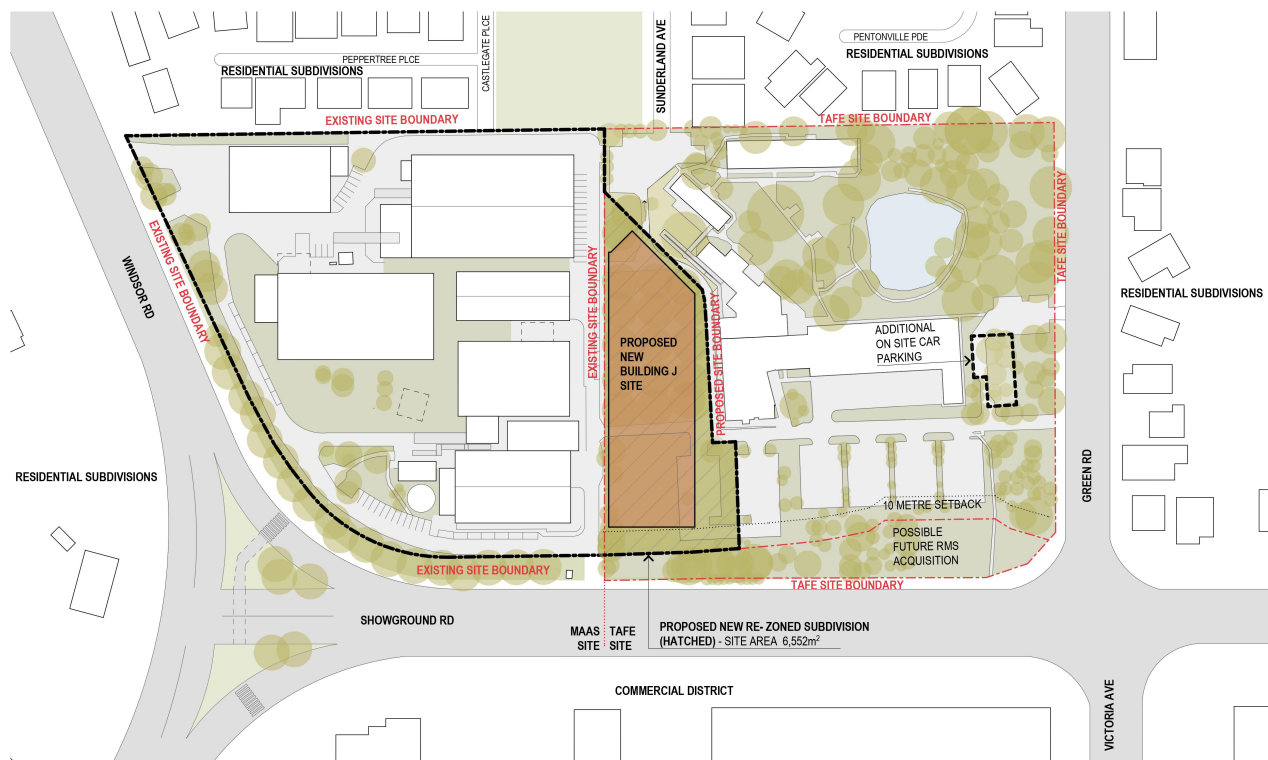 PENTONVILLE PDE
RESIDENTIAL SUBDIVISIONS
PEPPERTREE PLCE
RESIDENTIAL SUBDIVISIONS
CASTLEGATE PLCE
SUNDERLAND AVE
EXISTING SITE BOUNDARY
TAFE SITE BOUNDARY
TAFE SITE BOUNDARY
EXISTING SITE BOUNDARY
WINDSOR RD
EXISTING SITE BOUNDARY
PROPOSED SITE BOUNDARY
RESIDENTIAL SUBDIVISIONS
ADDITIONAL
ON SITE CAR
PARKING
PROPOSED
NEW
BUILDING J
SITE
RESIDENTIAL SUBDIVISIONS
GREEN RD
10 METRE SETBACK
POSSIBLE
FUTURE RMS
ACQUISITION
EXISTING SITE BOUNDARY
TAFE SITE BOUNDARY
SHOWGROUND RD
MAAS
SITE
TAFE
SITE
PROPOSED NEW RE- ZONED SUBDIVISION
(HATCHED) - SITE AREA 6,552m²
COMMERCIAL DISTRICT
VICTORIA AVE